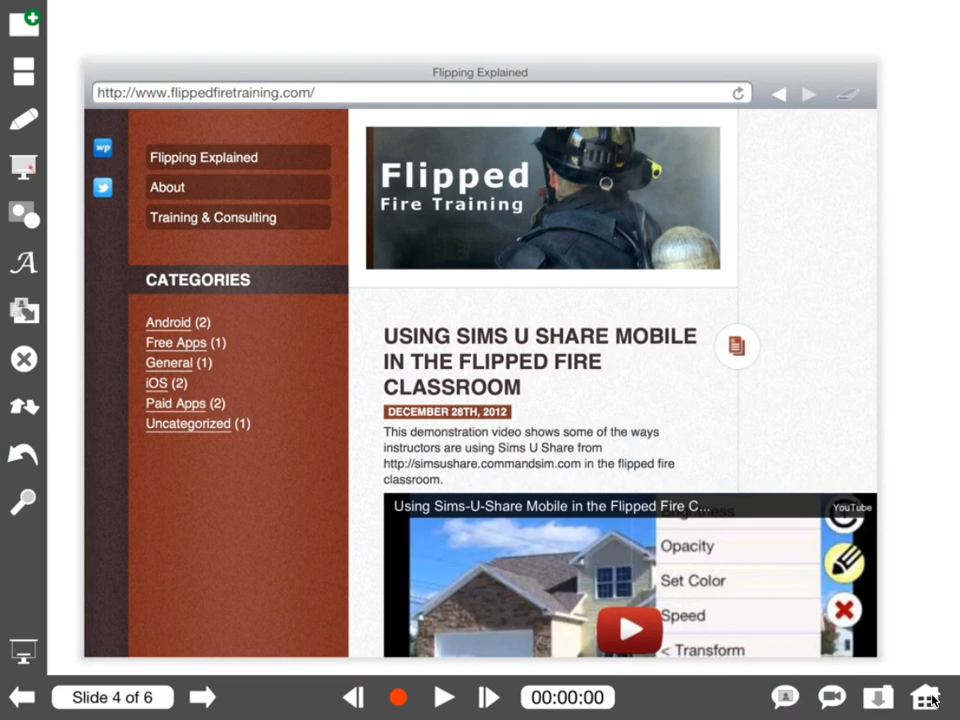 Flipping Explained
http://www.flippedfiretraining.com/
wp
Flipping Explained
About
Training & Consulting
CATEGORIES
Android (2)
Free Apps (1)
General (1)
iOS (2)
Paid Apps (2)
Uncategorized (1)
Flipped
Fire Training
USING SIMS U SHARE MOBILE
IN THE FLIPPED FIRE
CLASSROOM
DECEMBER 28TH, 2012
This demonstration video shows some of the ways
instructors are using Sims U Share from
http://simsushare.commandsim.com in the flipped fire
classroom.
Using Sims-U-Share Mobile in the Flipped Fire C...
YouTube
Brightness
Opacity
Set Color
Speed
< Transform
A
Slide 4 of 6
00:00:00